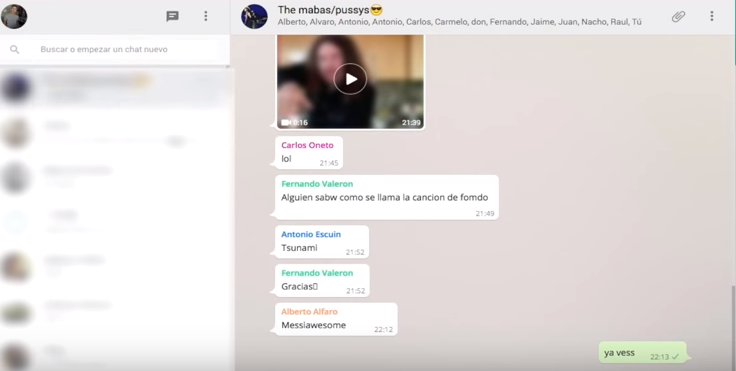 The mabas/pussys😎
Alberto, Alvaro, Antonio, Antonio, Carlos, Carmelo, don, Fernando, Jaime, Juan, Nacho, Raul, Tú
Buscar o empezar un chat nuevo
0:16 21:39
Carlos Oneto
lol 21:45
Fernando Valeron
Alguien sabw como se llama la cancion de fomdo
21:49
Antonio Escuin
Tsunami 21:52
Fernando Valeron
Gracias 21:52
Alberto Alfaro
Messiawesome 22:12
ya vess 22:13